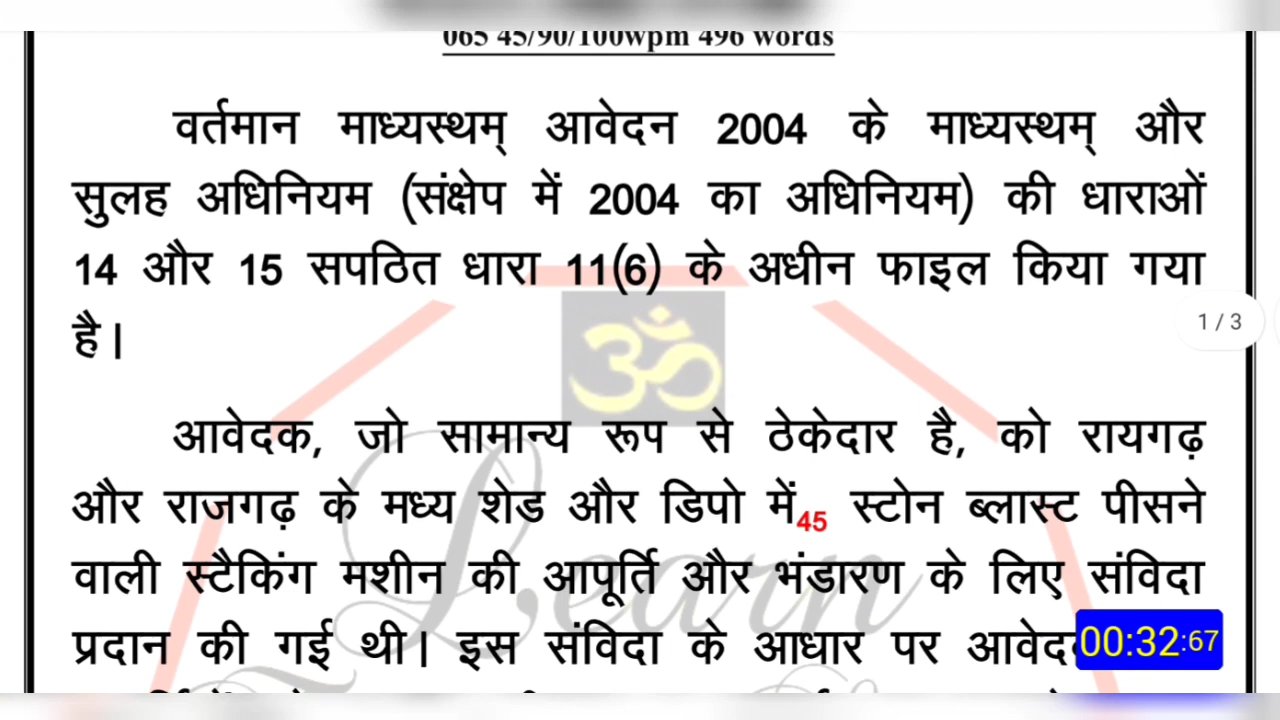 065 45/90/100wpm 496 words
वर्तमान माध्यस्थम् आवेदन 2004 के माध्यस्थम् और
सुलह अधिनियम (संक्षेप में 2004 का अधिनियम) की धाराओं
14 और 15 सपठित धारा 11(6) के अधीन फाइल किया गया
है।
1 / 3
आवेदक, जो सामान्य रूप से ठेकेदार है, को रायगढ़
और राजगढ़ के मध्य शेड और डिपो में45 स्टोन ब्लास्ट पीसने
वाली स्टैकिंग मशीन की आपूर्ति और भंडारण के लिए संविदा
प्रदान की गई थी। इस संविदा के आधार पर
00:32:67
Learn